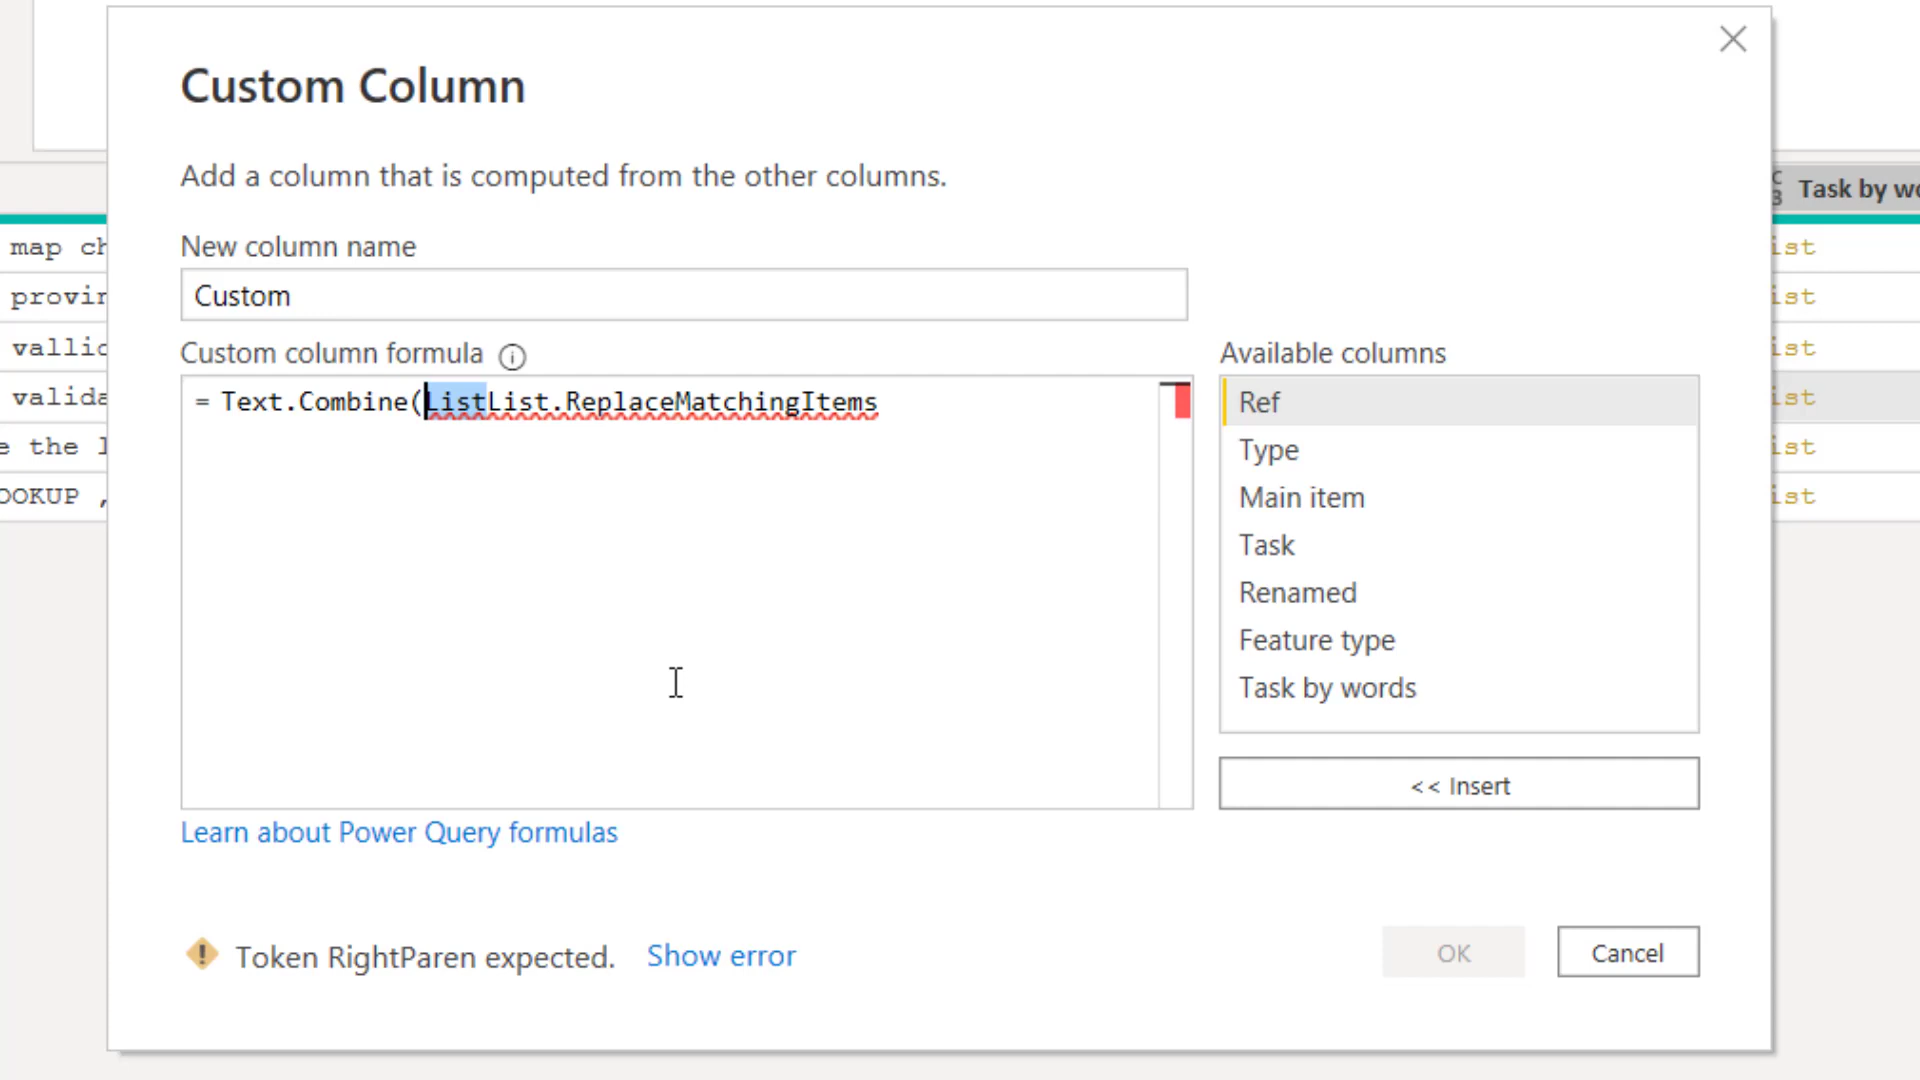 Custom Column
Add a column that is computed from the other columns.
New column name
Custom
Custom column formula
= Text.Combine(ListList.ReplaceMatchingItems
Available columns
Ref
Type
Main item
Task
Renamed
Feature type
Task by words
<< Insert
Learn about Power Query formulas
Token RightParen expected. Show error
OK
Cancel
map ch
provin
vallid
valida
e the l
OOKUP ,
Task by wo
ist
ist
ist
ist
ist
ist